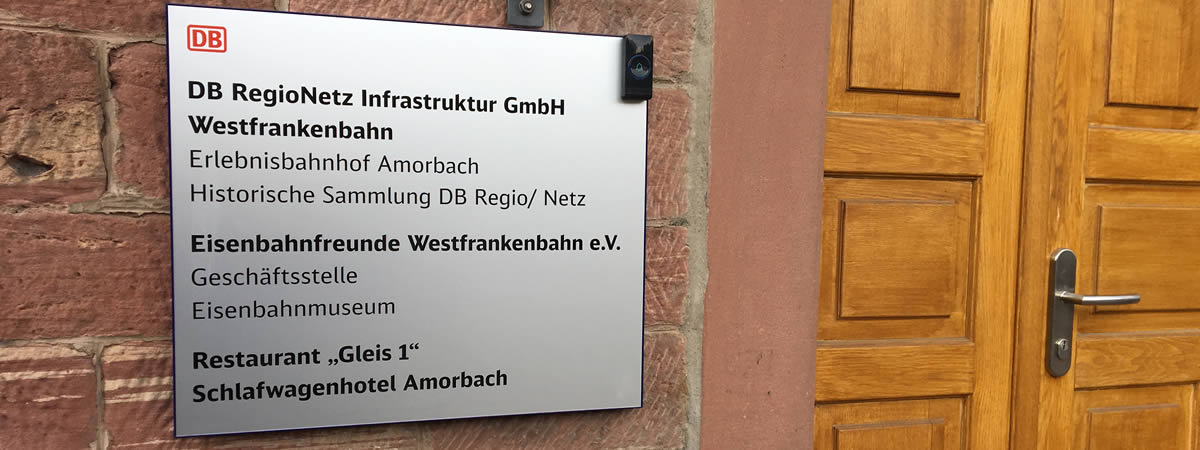 DB
DB RegioNetz Infrastruktur GmbH
Westfrankenbahn
Erlebnisbahnhof Amorbach
Historische Sammlung DB Regio/ Netz
Eisenbahnfreunde Westfrankenbahn e.V.
Geschäftsstelle
Eisenbahnmuseum
Restaurant „Gleis 1“
Schlafwagenhotel Amorbach